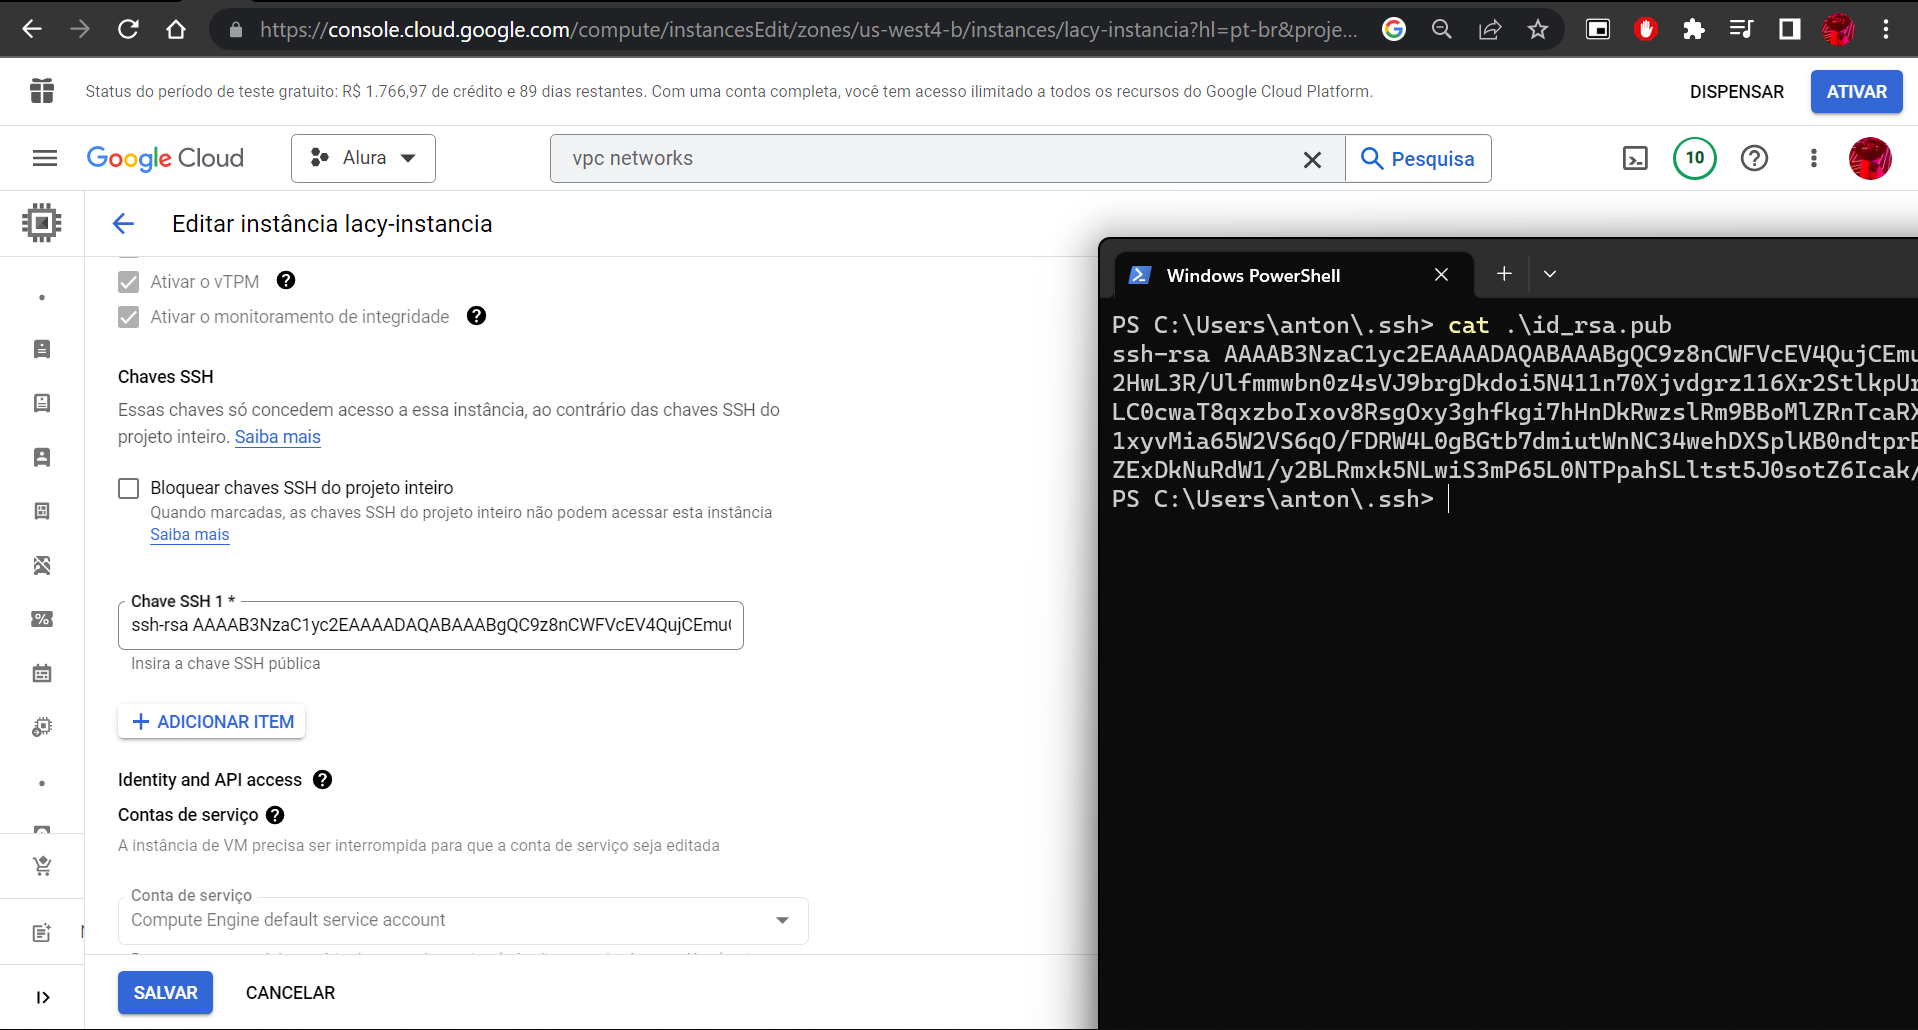 https://console.cloud.google.com/compute/instancesEdit/zones/us-west4-b/instances/lacy-instancia?hl=pt-br&proje...
Status do período de teste gratuito: R$ 1.766,97 de crédito e 89 dias restantes. Com uma conta completa, você tem acesso ilimitado a todos os recursos do Google Cloud Platform.
DISPENSAR
ATIVAR
Google Cloud
Alura
vpc networks
Pesquisa
10
Editar instância lacy-instancia
Ativar o vTPM
Ativar o monitoramento de integridade
Chaves SSH
Essas chaves só concedem acesso a essa instância, ao contrário das chaves SSH do
projeto inteiro. Saiba mais
Bloquear chaves SSH do projeto inteiro
Quando marcadas, as chaves SSH do projeto inteiro não podem acessar esta instância
Saiba mais
Chave SSH 1 *
ssh-rsa AAAAB3NzaC1yc2EAAAADAQABAAABgQC9z8nCWFVcEV4QujCEmu
Insira a chave SSH pública
ADICIONAR ITEM
Identity and API access
Contas de serviço
A instância de VM precisa ser interrompida para que a conta de serviço seja editada
Conta de serviço
Compute Engine default service account
SALVAR
CANCELAR
Windows PowerShell
PS C:\Users\anton\.ssh> cat .\id_rsa.pub
ssh-rsa AAAAB3NzaC1yc2EAAAADAQABAAABgQC9z8nCWFVcEV4QujCEmu
2HwL3R/Ulfmmwbn0z4sVJ9brgDkdoi5N411n70Xjvdgrz116Xr2StlkpUr
LC0cwaT8qxzboIxov8RsgOxy3ghfkgi7hHnDkRwzslRm9BBoMlZRnTcaRX
1xyvMia65W2VS6qO/FDRW4L0gBGtb7dmiutWnNC34wehDXSplKB0ndtprE
ZExDkNuRdW1/y2BLRmxk5NLwiS3mP65L0NTPpahSLltst5J0sotZ6Icak/
PS C:\Users\anton\.ssh>